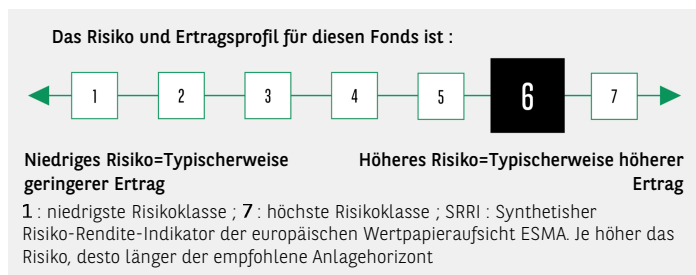 Das Risiko und Ertragsprofil für diesen Fonds ist :
1 2 3 4 5 6 7
Niedriges Risiko=Typischerweise geringerer Ertrag
Höheres Risiko=Typischerweise höherer Ertrag
1 : niedrigste Risikoklasse ; 7 : höchste Risikoklasse ; SRRI : Synthetisher
Risiko-Rendite-Indikator der europäischen Wertpapieraufsicht ESMA. Je höher das
Risiko, desto länger der empfohlene Anlagehorizont